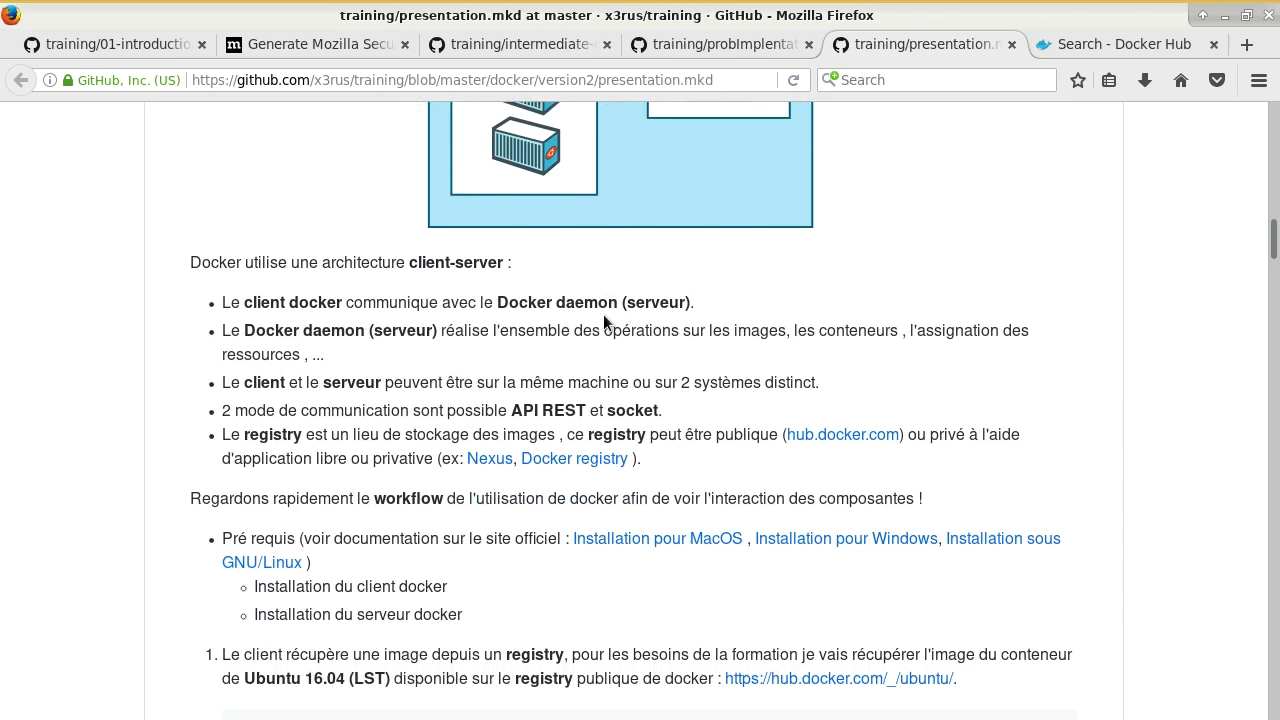 training/presentation.mkd at master · x3rus/training · GitHub - Mozilla Firefox
training/01-introductio
Generate Mozilla Secu
training/intermediate-
training/probImplentat
training/presentation.m
Search - Docker Hub
GitHub, Inc. (US)
https://github.com/x3rus/training/blob/master/docker/version2/presentation.mkd
Search
Docker utilise une architecture client-server :
Le client docker communique avec le Docker daemon (serveur).
Le Docker daemon (serveur) réalise l'ensemble des opérations sur les images, les conteneurs , l'assignation des
ressources , ...
Le client et le serveur peuvent être sur la même machine ou sur 2 systèmes distinct.
2 mode de communication sont possible API REST et socket.
Le registry est un lieu de stockage des images , ce registry peut être publique (hub.docker.com) ou privé à l'aide
d'application libre ou privative (ex: Nexus, Docker registry ).
Regardons rapidement le workflow de l'utilisation de docker afin de voir l'interaction des composantes !
Pré requis (voir documentation sur le site officiel : Installation pour MacOS , Installation pour Windows, Installation sous
GNU/Linux )
Installation du client docker
Installation du serveur docker
1. Le client récupère une image depuis un registry, pour les besoins de la formation je vais récupérer l'image du conteneur
de Ubuntu 16.04 (LST) disponible sur le registry publique de docker : https://hub.docker.com/_/ubuntu/.